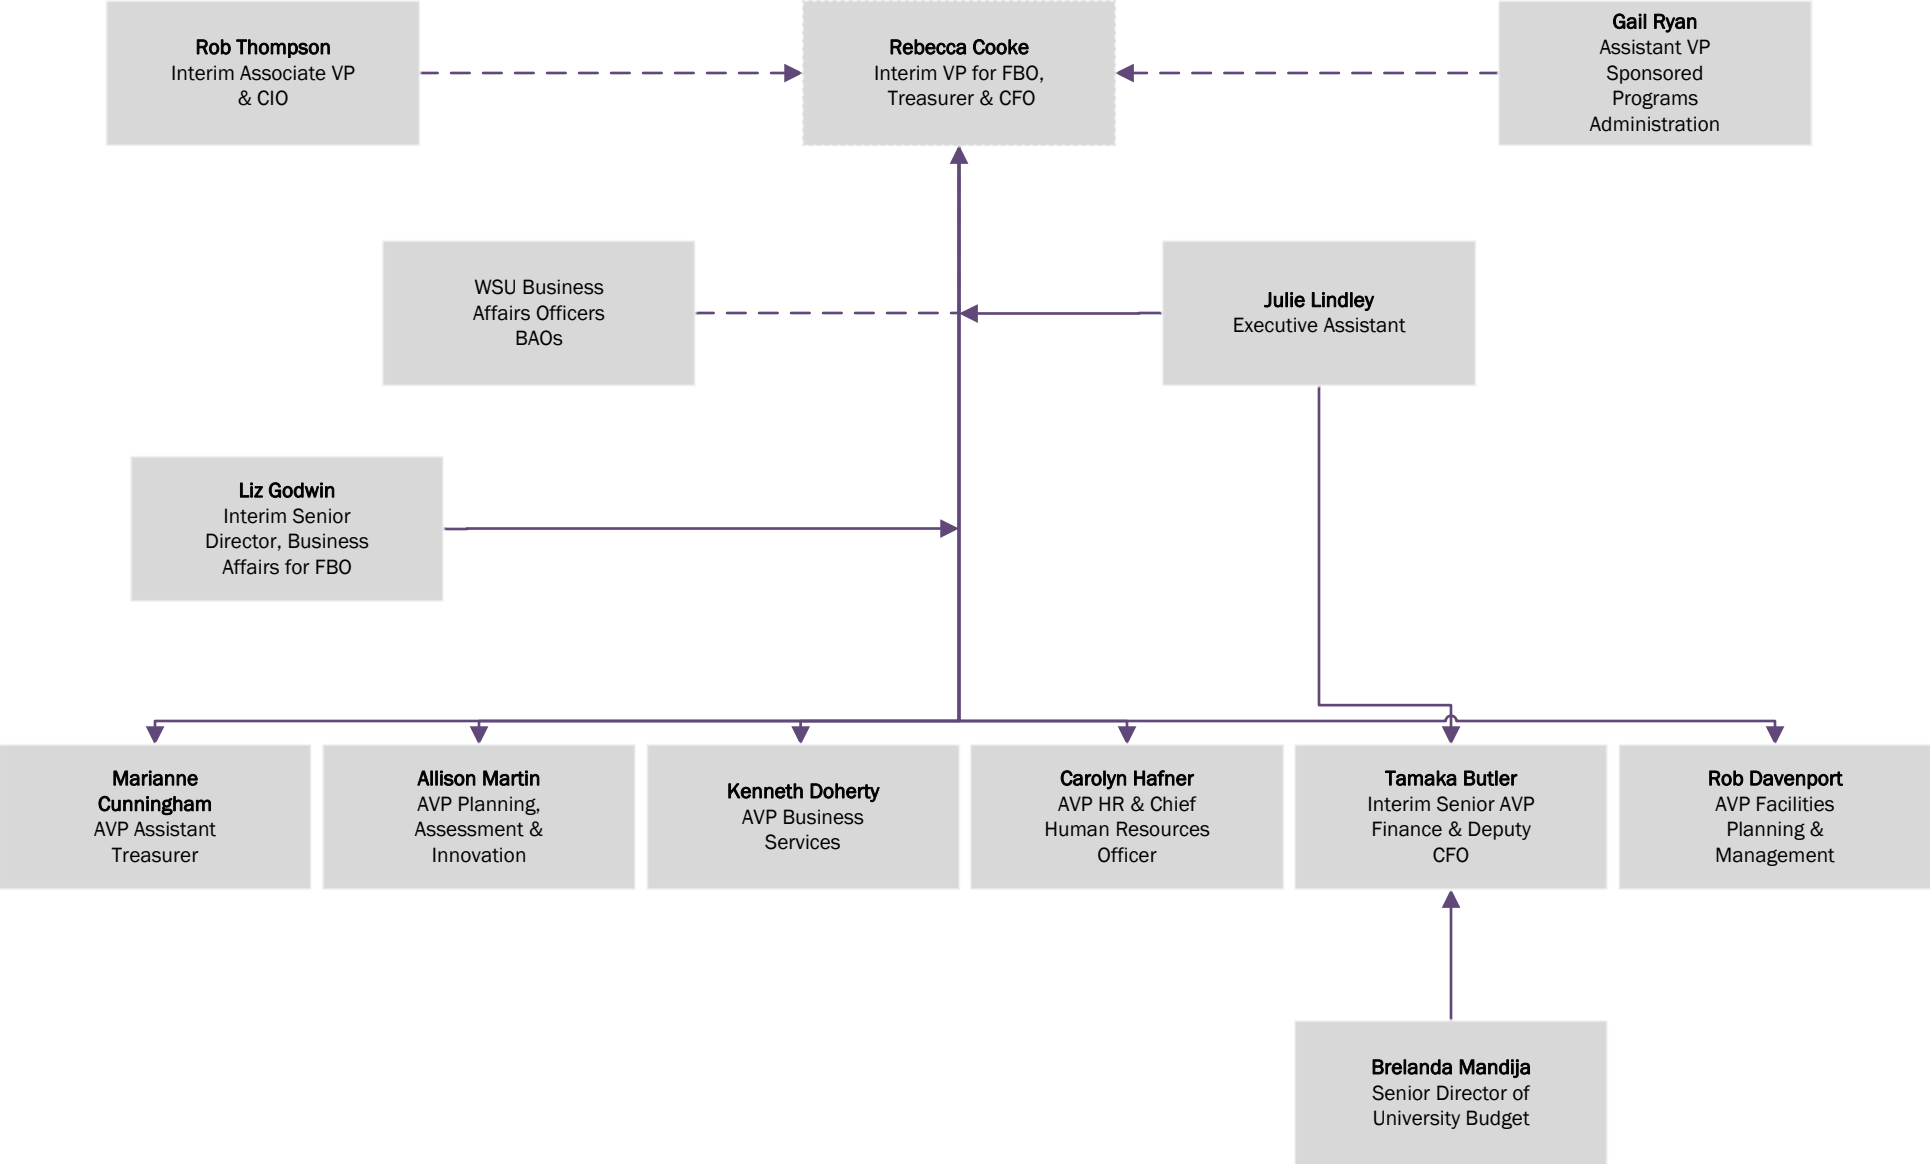 Rob Thompson
Interim Associate VP
& CIO
Rebecca Cooke
Interim VP for FBO,
Treasurer & CFO
Gail Ryan
Assistant VP
Sponsored
Programs
Administration
WSU Business
Affairs Officers
BAOs
Julie Lindley
Executive Assistant
Liz Godwin
Interim Senior
Director, Business
Affairs for FBO
Marianne
Cunningham
AVP Assistant
Treasurer
Allison Martin
AVP Planning,
Assessment &
Innovation
Kenneth Doherty
AVP Business
Services
Carolyn Hafner
AVP HR & Chief
Human Resources
Officer
Tamaka Butler
Interim Senior AVP
Finance & Deputy
CFO
Rob Davenport
AVP Facilities
Planning &
Management
Brelanda Mandija
Senior Director of
University Budget